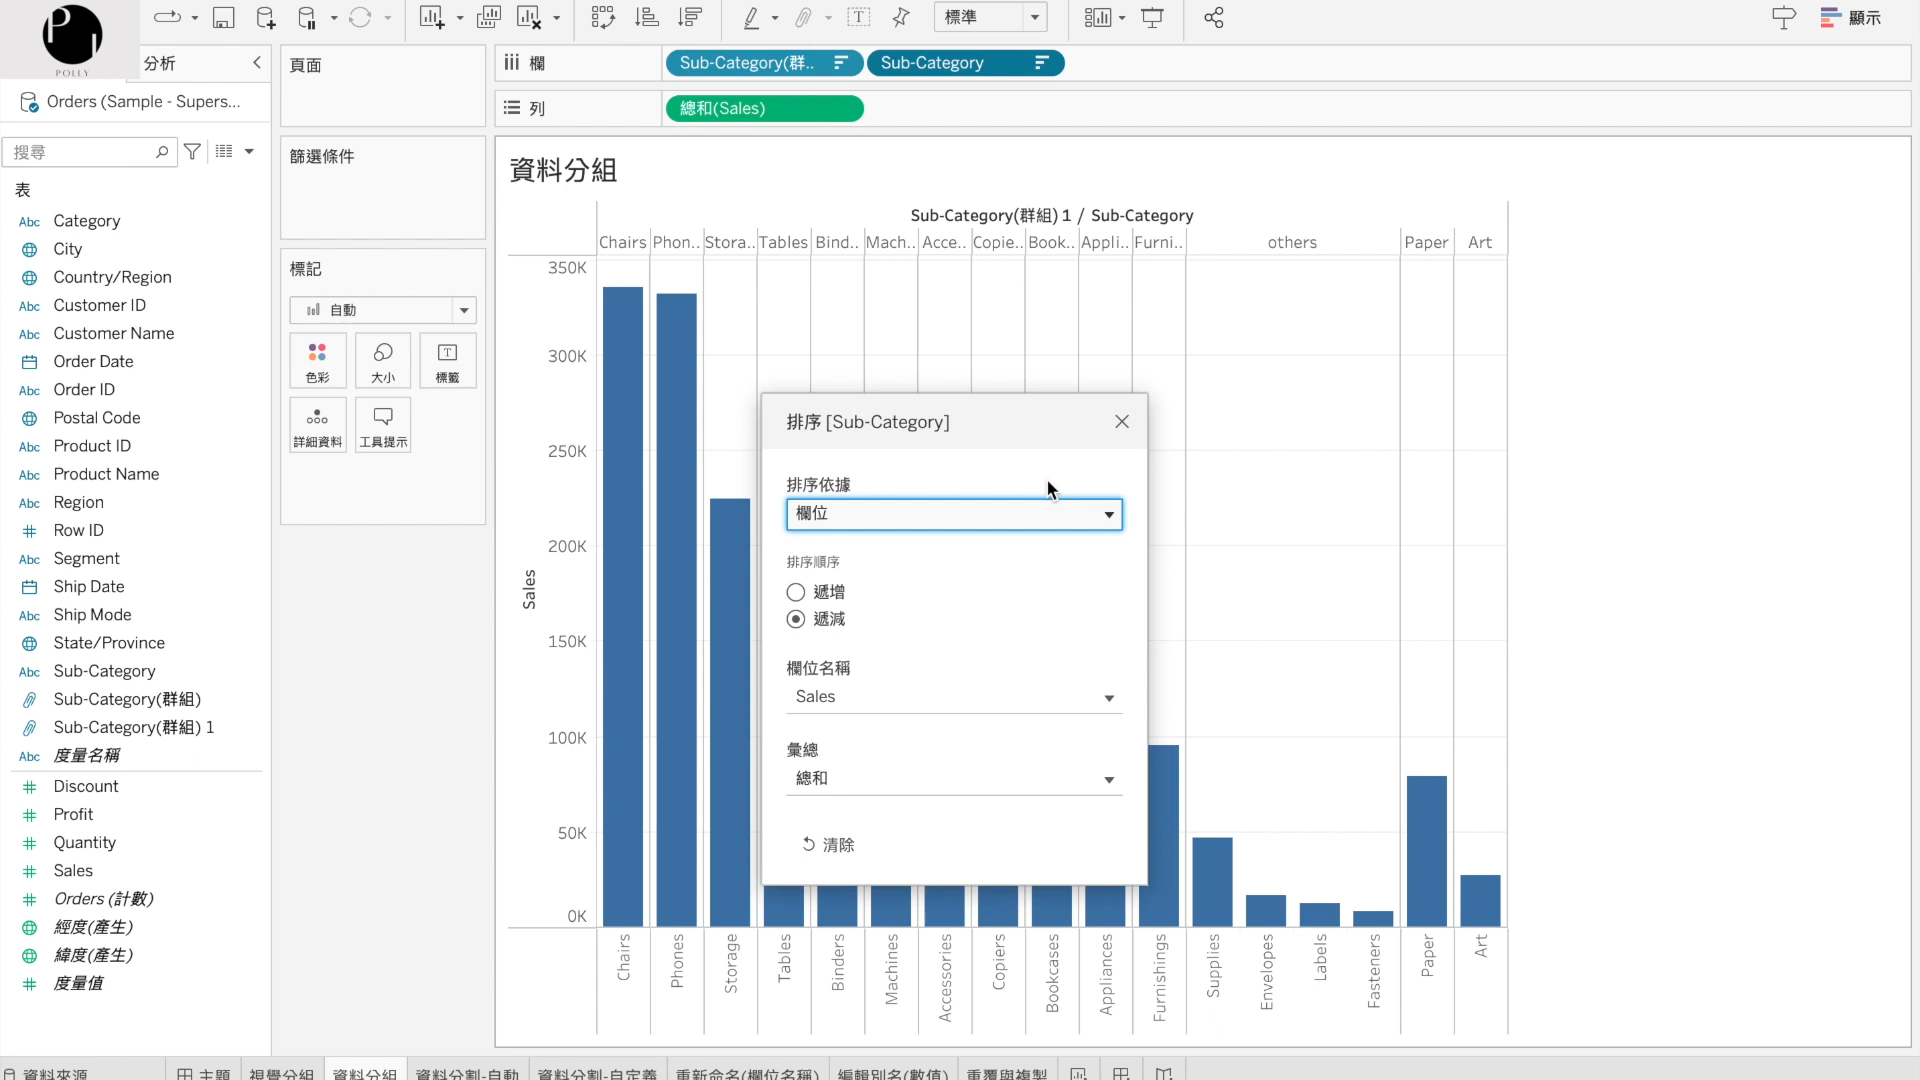 POLLY
標準
顯示
分析
頁面
欄
Sub-Category(群..
Sub-Category
Orders (Sample - Supers...
列
總和(Sales)
搜尋
篩選條件
資料分組
表
Abc Category
City
Country/Region
Abc Customer ID
Abc Customer Name
Order Date
Abc Order ID
Postal Code
Abc Product ID
Abc Product Name
Abc Region
Row ID
Abc Segment
Ship Date
Abc Ship Mode
State/Province
Abc Sub-Category
Sub-Category(群組)
Sub-Category(群組) 1
Abc 度量名稱
Discount
Profit
Quantity
Sales
Orders (計數)
經度(產生)
緯度(產生)
度量值
標記
自動
色彩
大小
標籤
詳細資料
工具提示
Sub-Category(群組) 1 / Sub-Category
Chairs Phon.. Stora.. Tables Bind.. Mach.. Acce.. Copie.. Book.. Appli.. Furni.. others Paper Art
350K
300K
250K
200K
150K
100K
50K
0K
Sales
排序 [Sub-Category]
排序依據
欄位
排序順序
遞增
遞減
欄位名稱
Sales
彙總
總和
清除
Chairs
Phones
Storage
Tables
Binders
Machines
Accessories
Copiers
Bookcases
Appliances
Furnishings
Supplies
Envelopes
Labels
Fasteners
Paper
Art
資料來源
主題
視覺分組
資料分組
資料分割-自動
資料分割-自定義
重新命名(欄位名稱)
編輯別名(數值)
重覆與複製